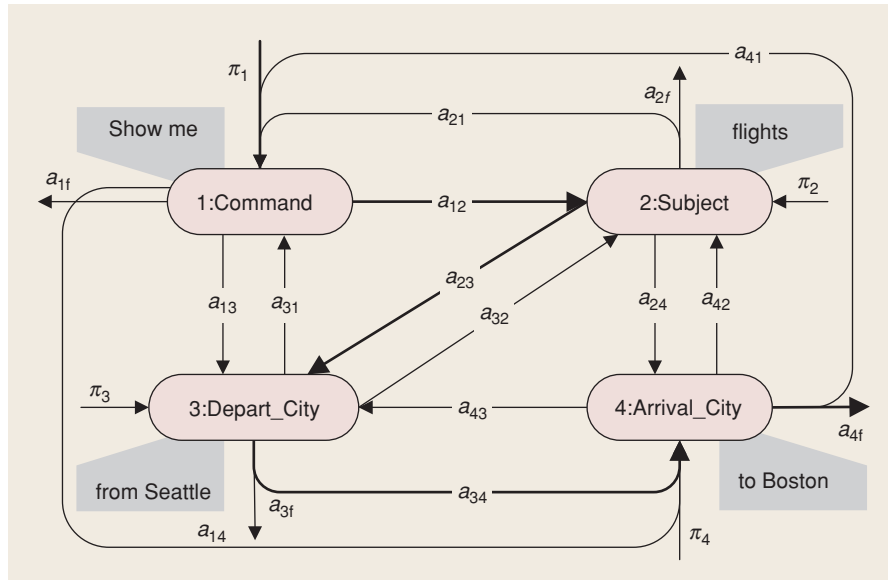 π1
a41
a2f
Show me
a21
flights
a1f
1:Command
a12
2:Subject
π2
a23
a13
a31
a32
a24
a42
π3
3:Depart_City
a43
4:Arrival_City
a4f
from Seattle
a3f
a34
to Boston
a14
π4